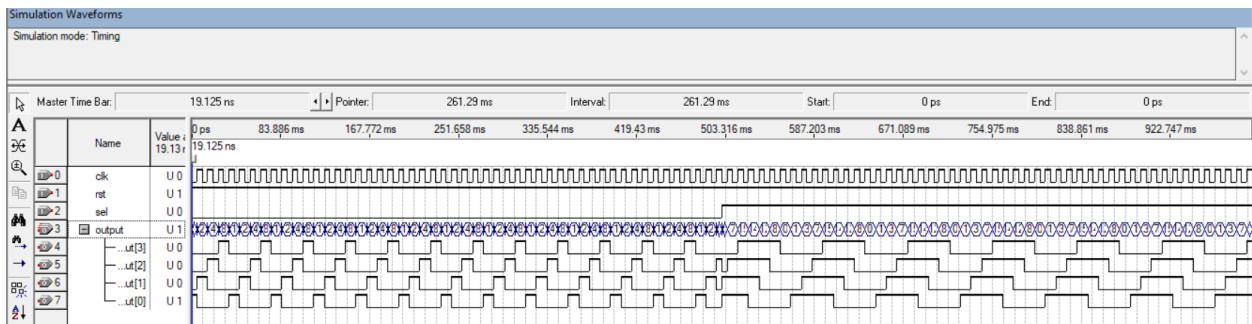 Simulation Waveforms
Simulation mode: Timing
Master Time Bar: 19.125 ns Pointer: 261.29 ms Interval: 261.29 ms Start: 0 ps End: 0 ps
Name
Value
19.13
0 ps 83.886 ms 167.772 ms 251.658 ms 335.544 ms 419.43 ms 503.316 ms 587.203 ms 671.089 ms 754.975 ms 838.861 ms 922.747 ms
19.125 ns
0 clk U 0
1 rst U 1
2 sel U 0
3 output U 1
4 ...ut[3] U 0
5 ...ut[2] U 0
6 ...ut[1] U 0
7 ...ut[0] U 1